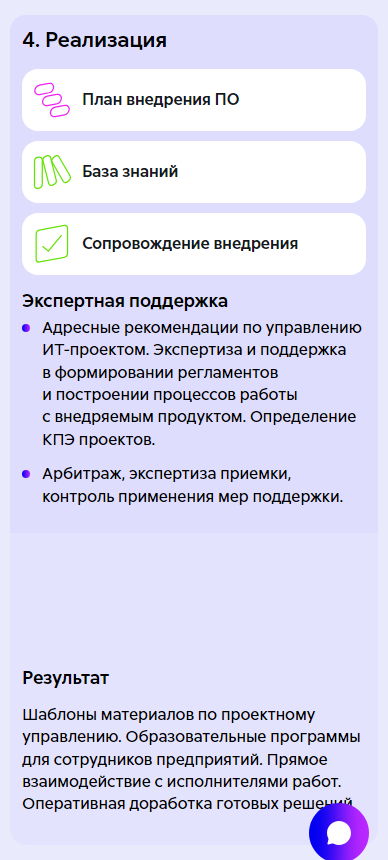 4. Реализация
План внедрения ПО
База знаний
Сопровождение внедрения
Экспертная поддержка
Адресные рекомендации по управлению
ИТ-проектом. Экспертиза и поддержка
в формировании регламентов
и построении процессов работы
с внедряемым продуктом. Определение
КПЭ проектов.
Арбитраж, экспертиза приемки,
контроль применения мер поддержки.
Результат
Шаблоны материалов по проектному
управлению. Образовательные программы
для сотрудников предприятий. Прямое
взаимодействие с исполнителями работ.
Оперативная доработка готовых решений.